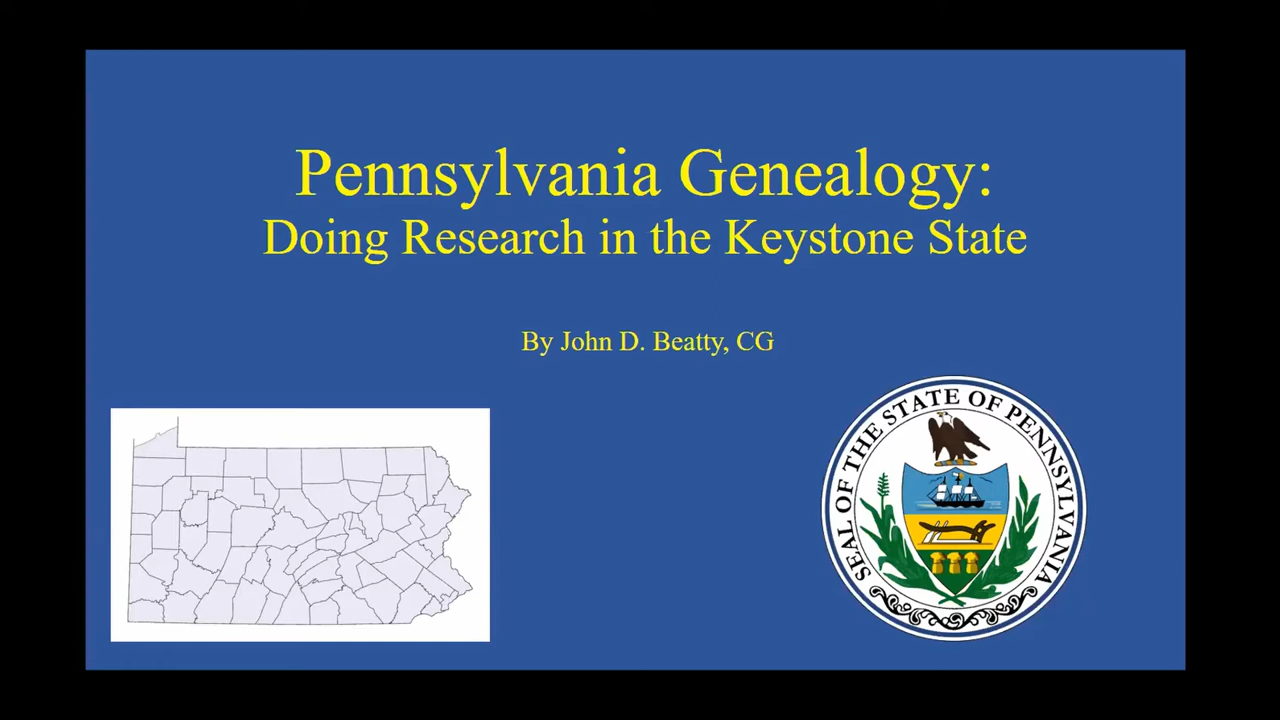 Pennsylvania Genealogy:
Doing Research in the Keystone State
By John D. Beatty, CG
SEAL OF THE STATE OF PENNSYLVANIA